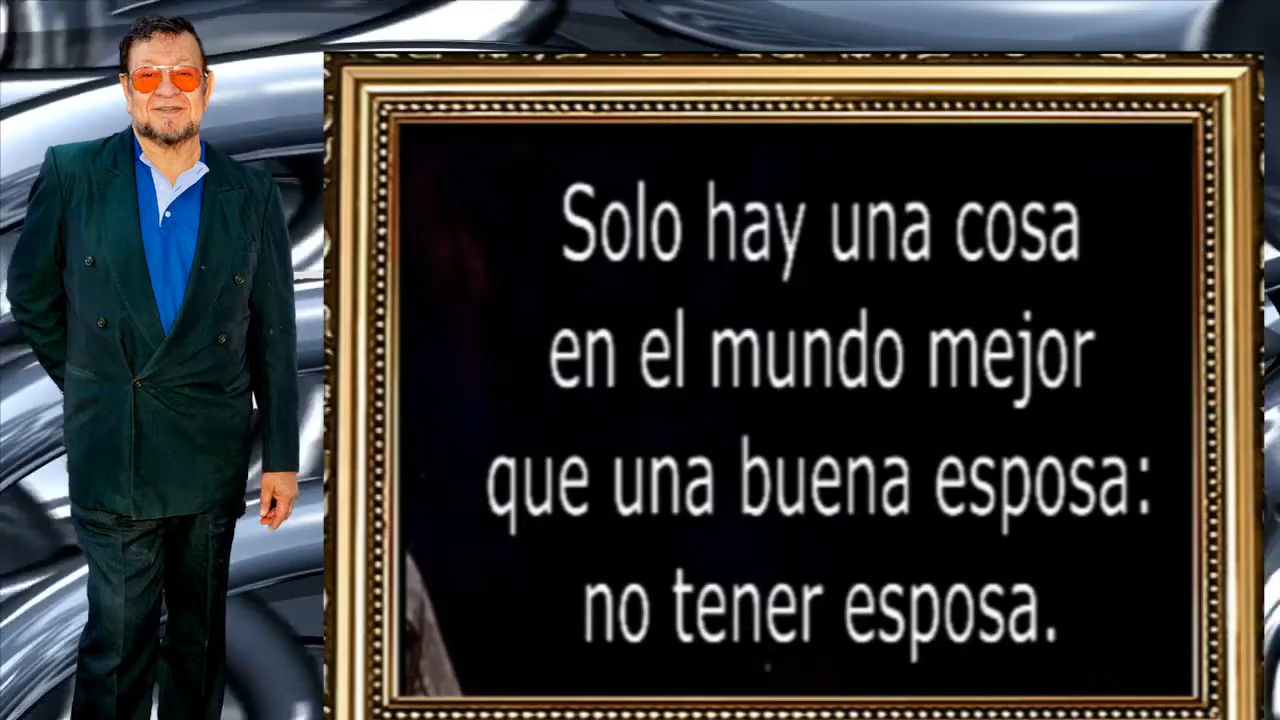 Solo hay una cosa
en el mundo mejor
que una buena esposa:
no tener esposa.